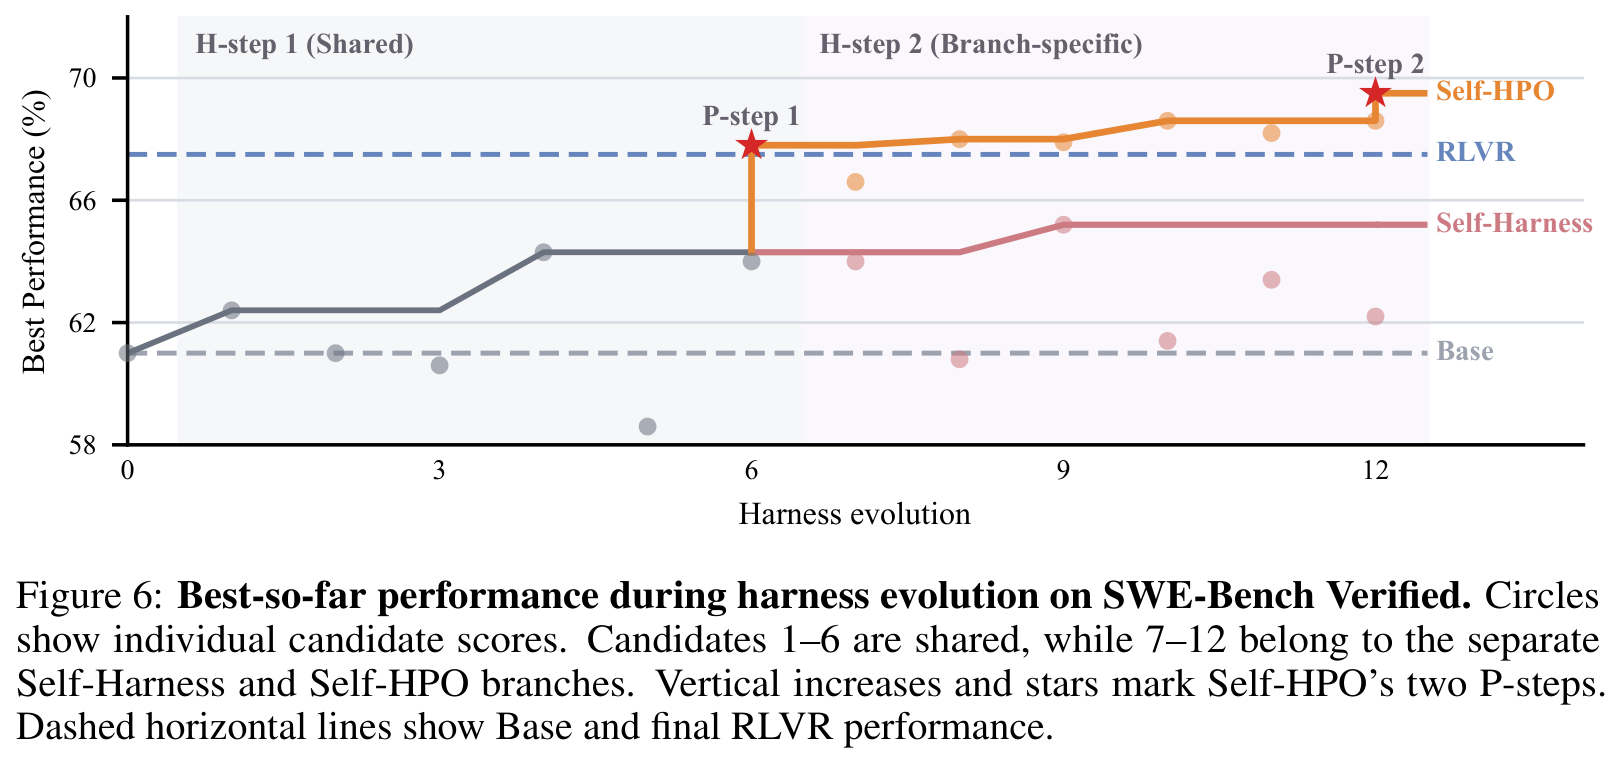 H-step 1 (Shared)
H-step 2 (Branch-specific)
P-step 2
70
Self-HPO
P-step 1
RLVR
66
Self-Harness
62
Base
58
Best Performance (%)
0 3 6 9 12
Harness evolution
Figure 6: Best-so-far performance during harness evolution on SWE-Bench Verified. Circles
show individual candidate scores. Candidates 1–6 are shared, while 7–12 belong to the separate
Self-Harness and Self-HPO branches. Vertical increases and stars mark Self-HPO's two P-steps.
Dashed horizontal lines show Base and final RLVR performance.